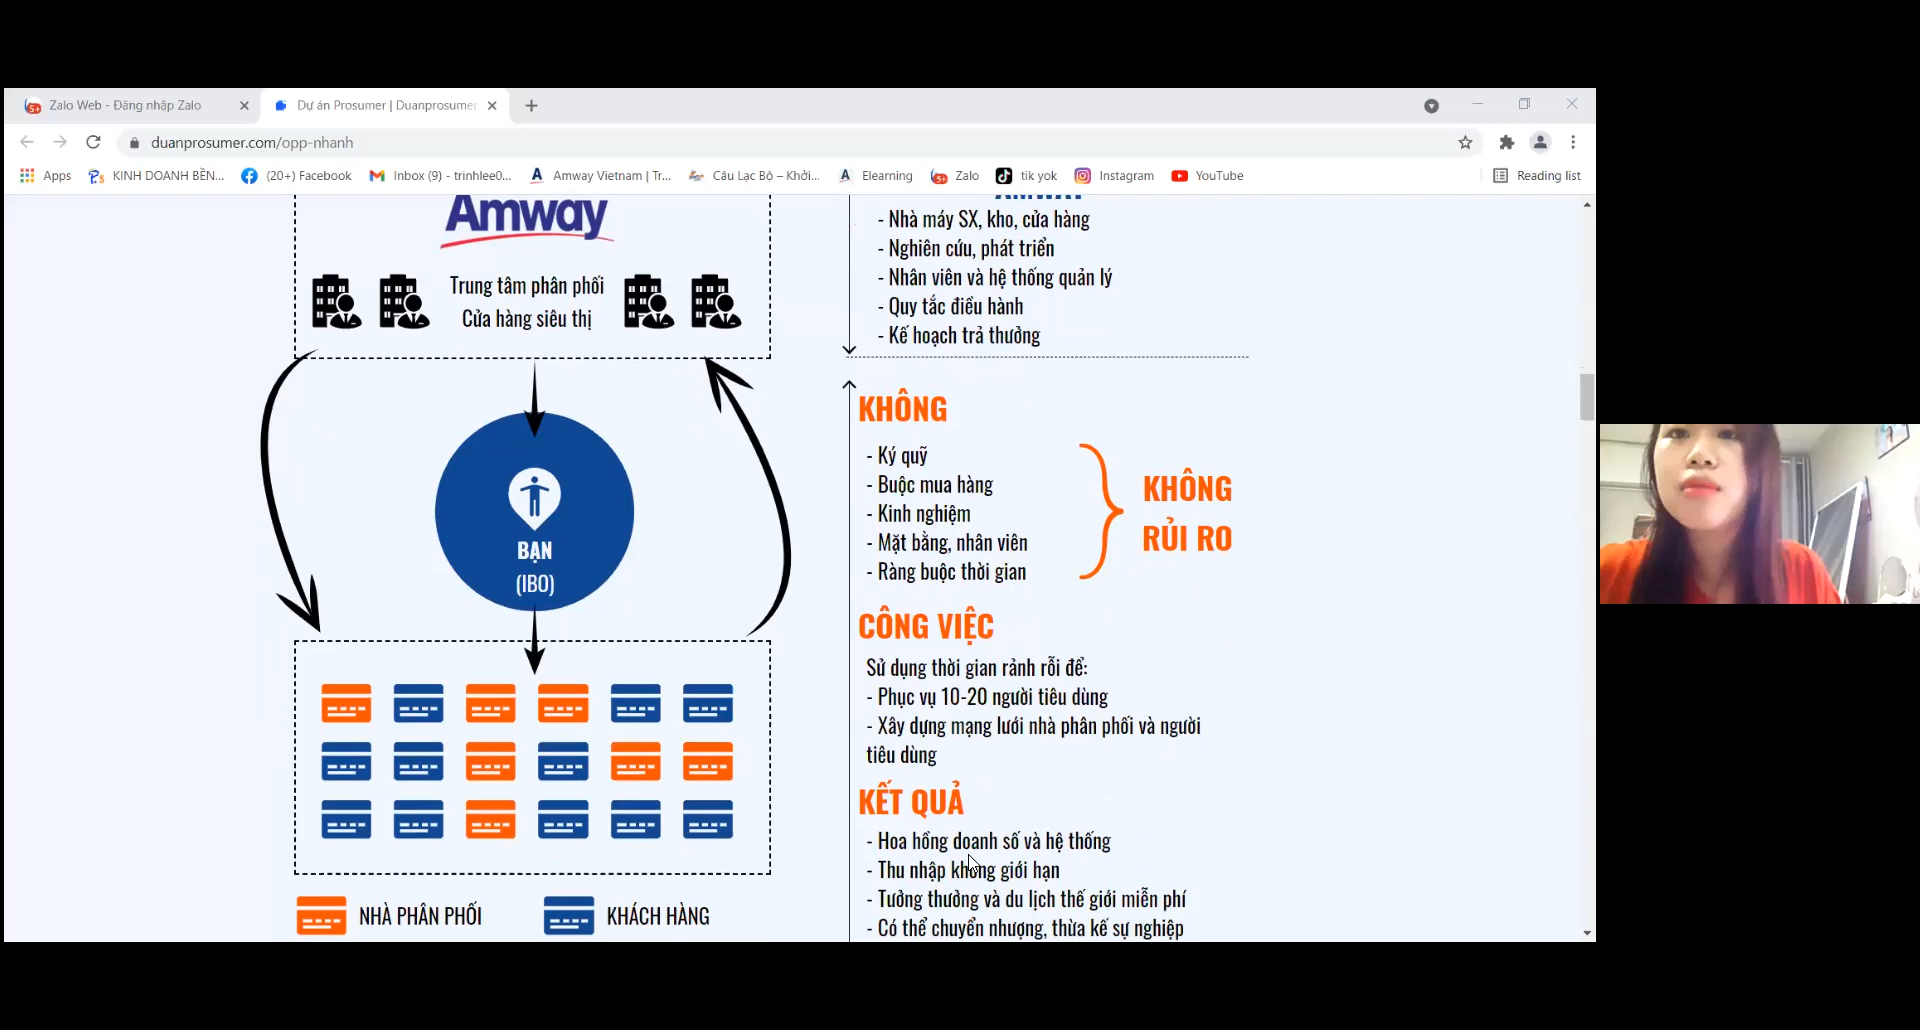 Zalo Web - Đăng nhập Zalo
Dự án Prosumer | Duanprosumer
duanprosumer.com/opp-nhanh
Apps
KINH DOANH BỀN...
(20+) Facebook
Inbox (9) - trinhlee0...
Amway Vietnam | Tr...
Câu Lạc Bộ – Khởi...
Elearning
Zalo
tik yok
Instagram
YouTube
Reading list
Amway
Trung tâm phân phối
Cửa hàng siêu thị
AMWAY
- Nhà máy SX, kho, cửa hàng
- Nghiên cứu, phát triển
- Nhân viên và hệ thống quản lý
- Quy tắc điều hành
- Kế hoạch trả thưởng
BẠN
(IBO)
KHÔNG
- Ký quỹ
- Buộc mua hàng
- Kinh nghiệm
- Mặt bằng, nhân viên
- Ràng buộc thời gian
KHÔNG
RỦI RO
CÔNG VIỆC
Sử dụng thời gian rảnh rỗi để:
- Phục vụ 10-20 người tiêu dùng
- Xây dựng mạng lưới nhà phân phối và người
tiêu dùng
KẾT QUẢ
- Hoa hồng doanh số và hệ thống
- Thu nhập không giới hạn
- Tưởng thưởng và du lịch thế giới miễn phí
- Có thể chuyển nhượng, thừa kế sự nghiệp
NHÀ PHÂN PHỐI
KHÁCH HÀNG